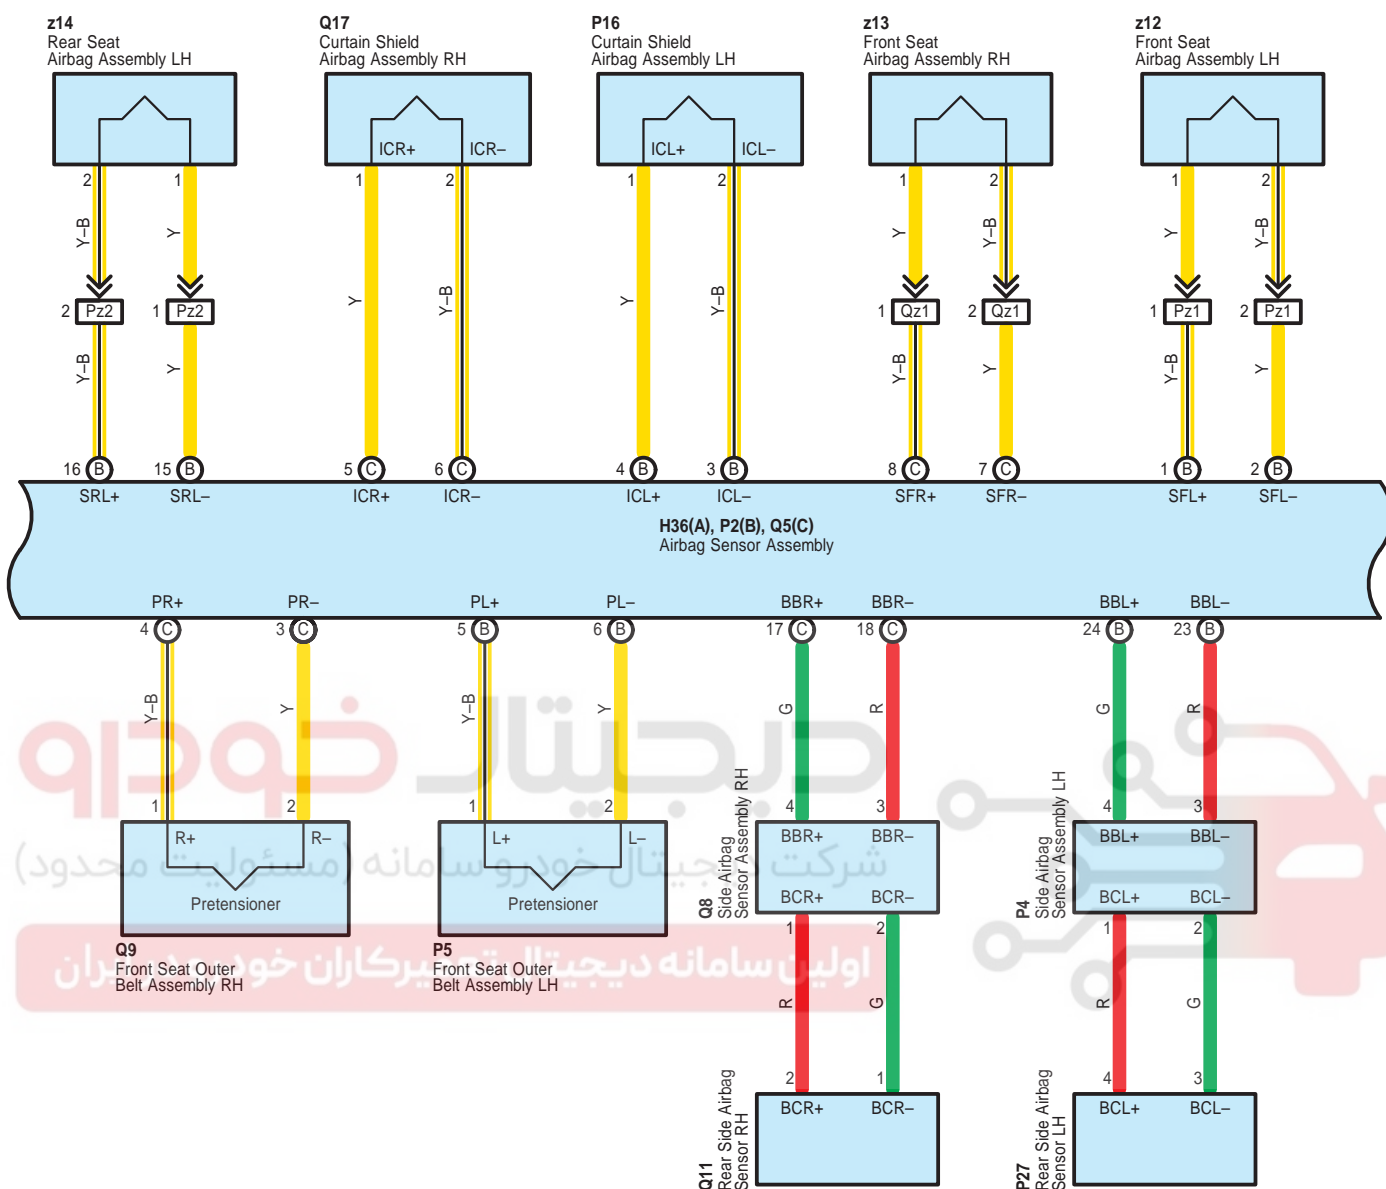 z14
Rear Seat
Airbag Assembly LH
Q17
Curtain Shield
Airbag Assembly RH
P16
Curtain Shield
Airbag Assembly LH
z13
Front Seat
Airbag Assembly RH
z12
Front Seat
Airbag Assembly LH
ICR+ ICR– ICL+ ICL–
2 1 1 2 1 2 1 2 1 2
Y–B Y Y Y–B Y Y–B
2 Pz2 1 Pz2 Y Y–B Y Y–B 1 Qz1 2 Qz1 1 Pz1 2 Pz1
Y–B Y Y–B Y Y–B Y
16 B 15 B 5 C 6 C 4 B 3 B 8 C 7 C 1 B 2 B
SRL+ SRL– ICR+ ICR– ICL+ ICL– SFR+ SFR– SFL+ SFL–
H36(A), P2(B), Q5(C)
Airbag Sensor Assembly
PR+ PR– PL+ PL– BBR+ BBR– BBL+ BBL–
4 C 3 C 5 B 6 B 17 C 18 C 24 B 23 B
Y–B Y Y–B Y G R G R
دیجیتال خودرو
1 2 1 2 4 3 4 3
R+ R– L+ L– BBR+ BBR– BBL+ BBL–
شرکت دیجیتال خودرو سامانه (مسئولیت محدود)
Pretensioner Pretensioner BCR+ BCR– BCL+ BCL–
Q8
Side Airbag
Sensor Assembly RH
P4
Side Airbag
Sensor Assembly LH
1 2 1 2
Q9
Front Seat Outer
Belt Assembly RH
P5
Front Seat Outer
Belt Assembly LH
اولین سامانه دیجیتال تعمیرکاران خودرو در ایران
R G R G
2 1 4 3
BCR+ BCR– BCL+ BCL–
Q11
Rear Side Airbag
Sensor RH
P27
Rear Side Airbag
Sensor LH